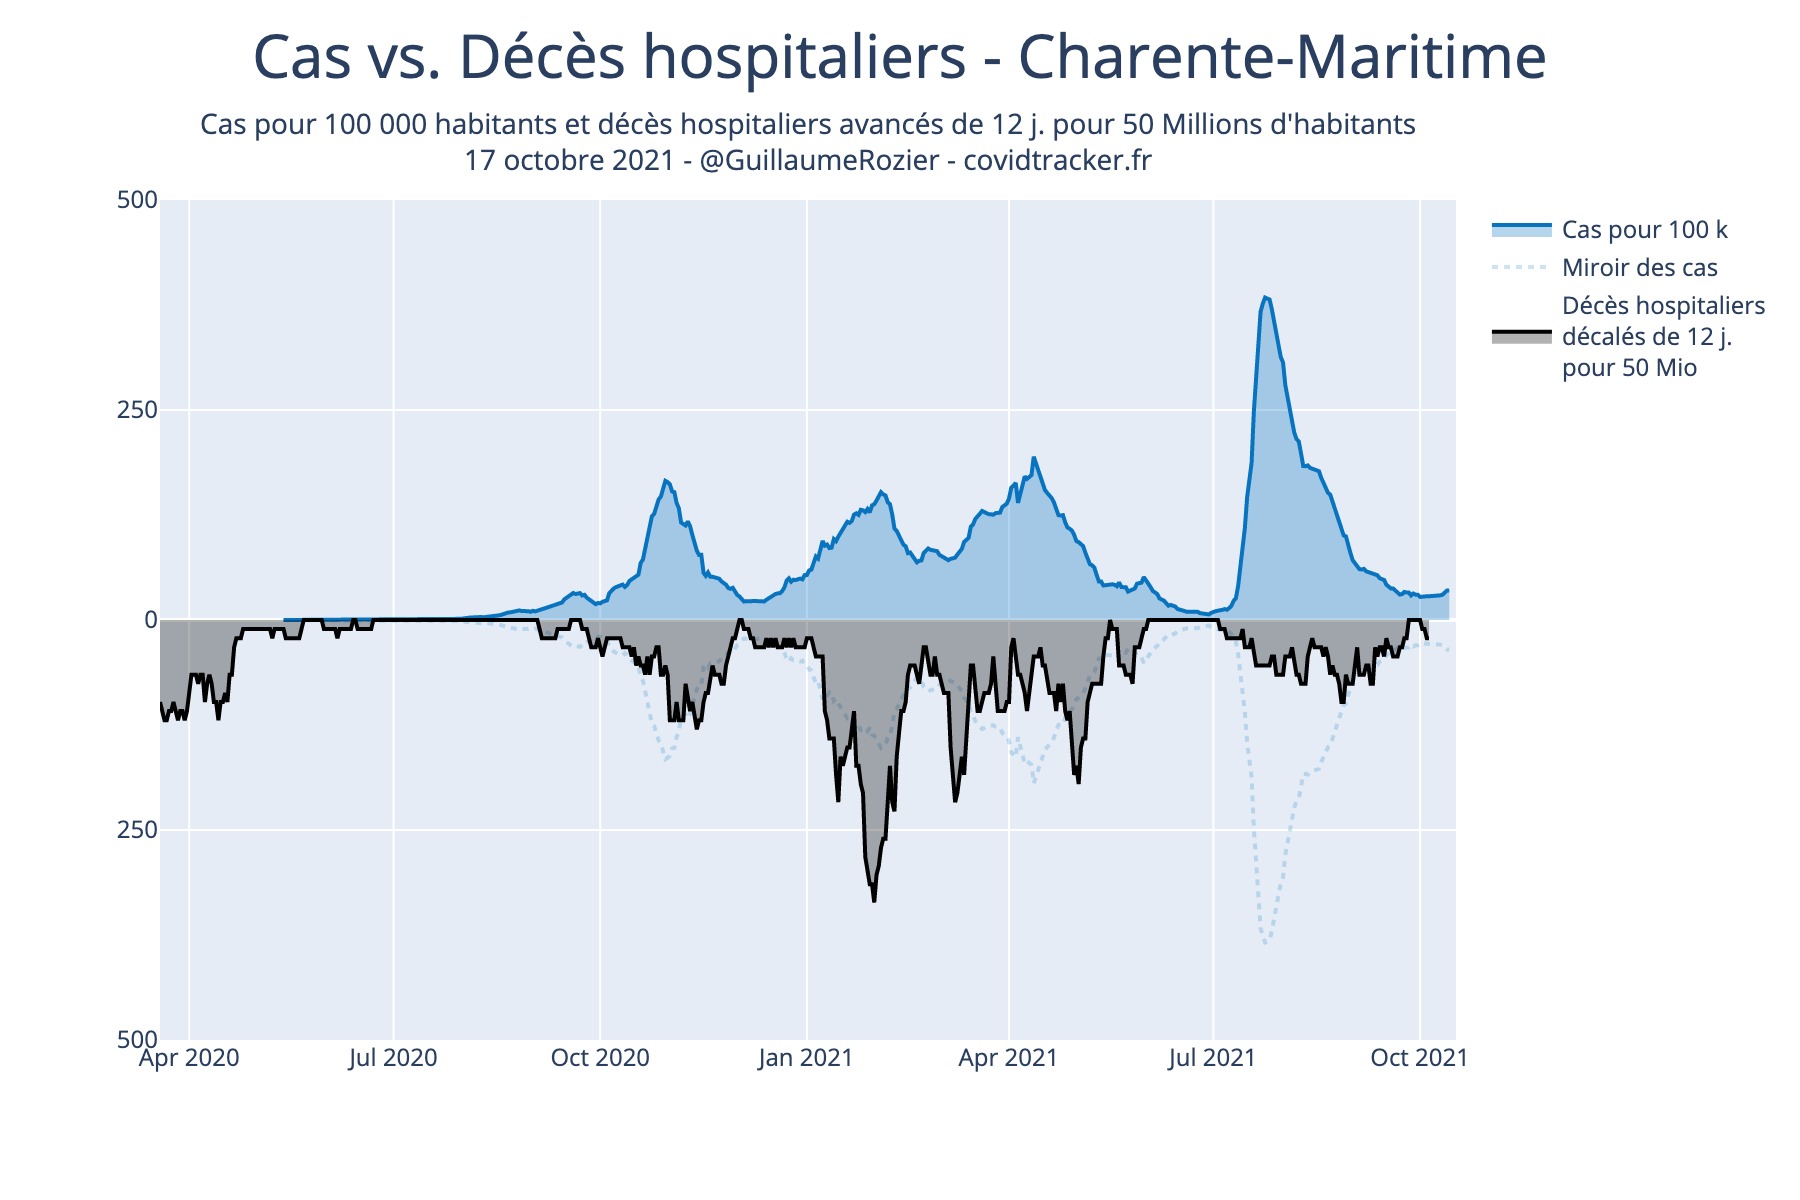 Cas vs. Décès hospitaliers - Charente-Maritime
Cas pour 100 000 habitants et décès hospitaliers avancés de 12 j. pour 50 Millions d'habitants
17 octobre 2021 - @GuillaumeRozier - covidtracker.fr
500
250
0
250
500
Apr 2020
Jul 2020
Oct 2020
Jan 2021
Apr 2021
Jul 2021
Oct 2021
Cas pour 100 k
Miroir des cas
Décès hospitaliers
décalés de 12 j.
pour 50 Mio